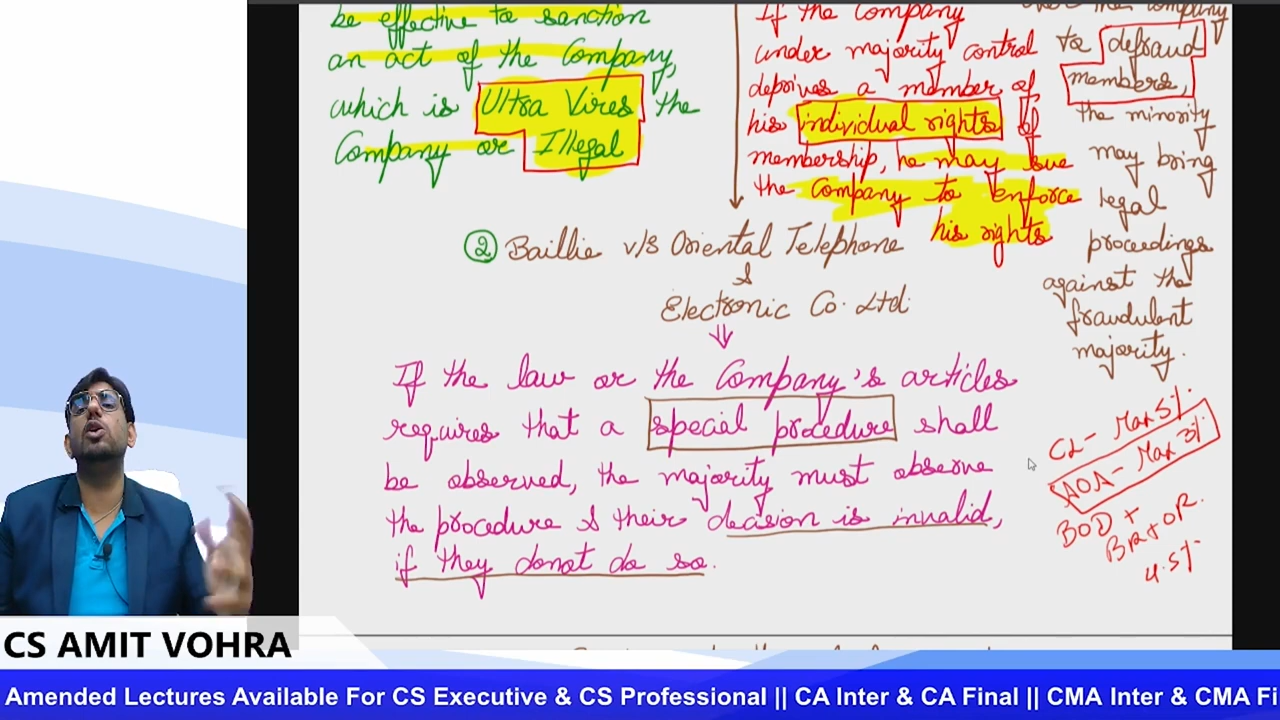 be effective to sanction
an act of the Company,
which is Ultra Vires the
Company or Illegal
If the Company
under majority control
deprives a member of
his individual rights of
membership, he may sue
the Company to enforce
his rights
over the company
to defraud
members,
the minority
may bring
legal
proceedings
against the
fraudulent
majority.
② Baillie v/s Oriental Telephone
&
Electronic Co. Ltd.
If the law or the Company's articles
requires that a special procedure shall
be observed, the majority must observe
the procedure & their decision is invalid,
if they donot do so.
CL - Max 5%
AOA - Max 3%
BOD +
BR + OR
4.5%
CS AMIT VOHRA
Amended Lectures Available For CS Executive & CS Professional || CA Inter & CA Final || CMA Inter & CMA Fi